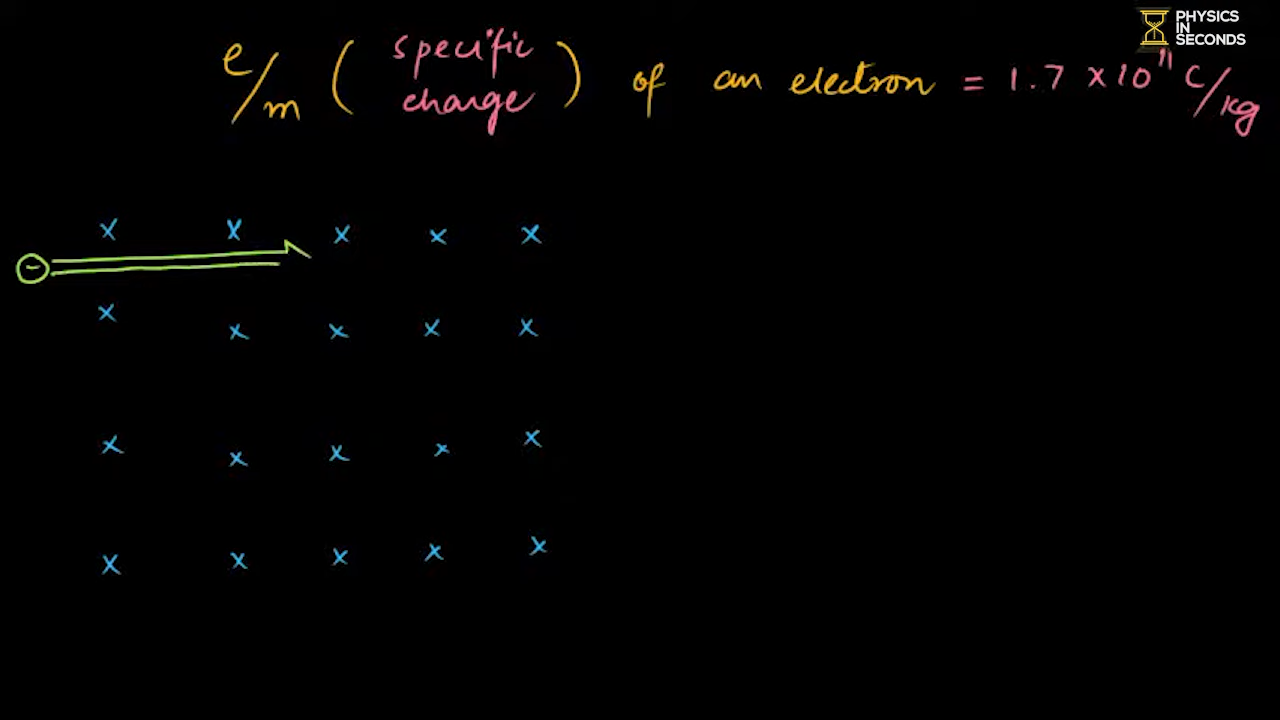 PHYSICS
IN
SECONDS
e/m ( specific charge ) of an electron = 1.7 × 10¹¹ C/kg
x x x x x
-
x x x x x
x x x x x
x x x x x